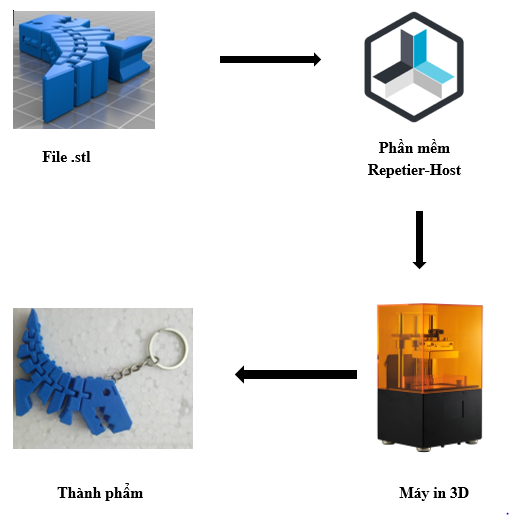 File .stl
Phần mềm
Repetier-Host
Thành phẩm
Máy in 3D
.